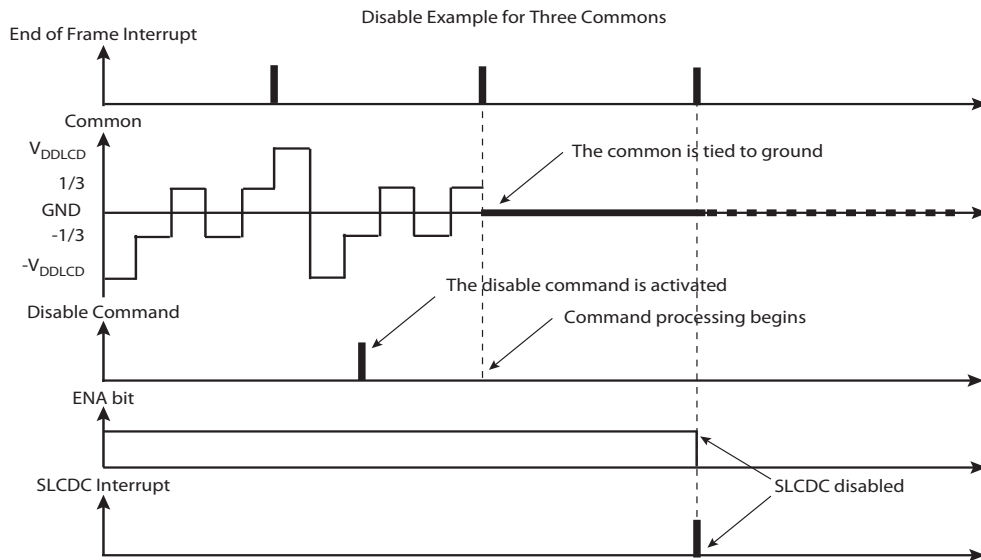 Disable Example for Three Commons
End of Frame Interrupt
Common
V_DDLCD
The common is tied to ground
1/3
GND
-1/3
-V_DDLCD
The disable command is activated
Disable Command
Command processing begins
ENA bit
SLCDC Interrupt
SLCDC disabled